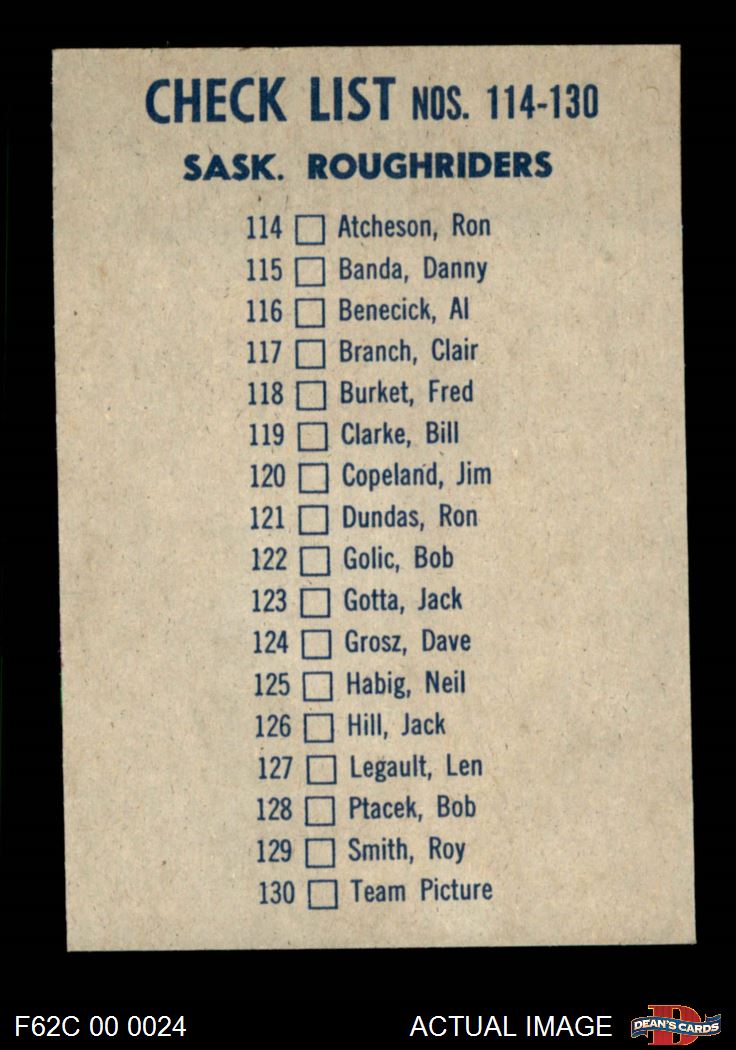 CHECK LIST NOS. 114-130
SASK. ROUGHRIDERS
114 Atcheson, Ron
115 Banda, Danny
116 Benecick, Al
117 Branch, Clair
118 Burket, Fred
119 Clarke, Bill
120 Copeland, Jim
121 Dundas, Ron
122 Golic, Bob
123 Gotta, Jack
124 Grosz, Dave
125 Habig, Neil
126 Hill, Jack
127 Legault, Len
128 Ptacek, Bob
129 Smith, Roy
130 Team Picture
F62C 00 0024 ACTUAL IMAGE D DEAN'S CARDS